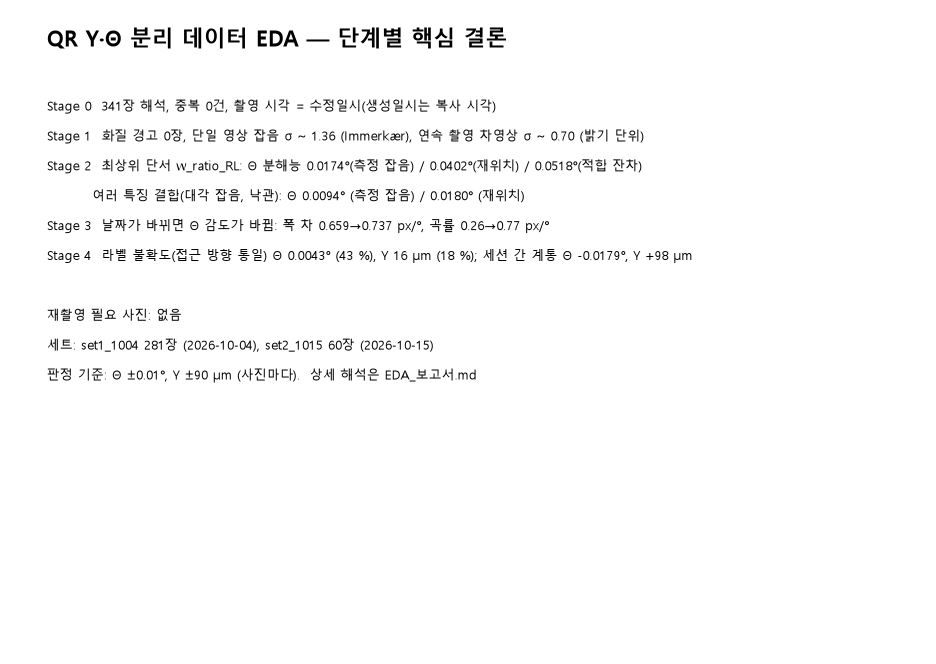 QR Y·Θ 분리 데이터 EDA — 단계별 핵심 결론
Stage 0 341장 해석, 중복 0건, 촬영 시각 = 수정일시(생성일시는 복사 시각)
Stage 1 화질 경고 0장, 단일 영상 잡음 σ ~ 1.36 (Immerkær), 연속 촬영 차영상 σ ~ 0.70 (밝기 단위)
Stage 2 최상위 단서 w_ratio_RL: Θ 분해능 0.0174°(측정 잡음) / 0.0402°(재위치) / 0.0518°(적합 잔차)
여러 특징 결합(대각 잡음, 낙관): Θ 0.0094° (측정 잡음) / 0.0180° (재위치)
Stage 3 날짜가 바뀌면 Θ 감도가 바뀜: 폭 차 0.659→0.737 px/°, 곡률 0.26→0.77 px/°
Stage 4 라벨 불확도(접근 방향 통일) Θ 0.0043° (43 %), Y 16 µm (18 %); 세션 간 계통 Θ -0.0179°, Y +98 µm
재촬영 필요 사진: 없음
세트: set1_1004 281장 (2026-10-04), set2_1015 60장 (2026-10-15)
판정 기준: Θ ±0.01°, Y ±90 µm (사진마다). 상세 해석은 EDA_보고서.md